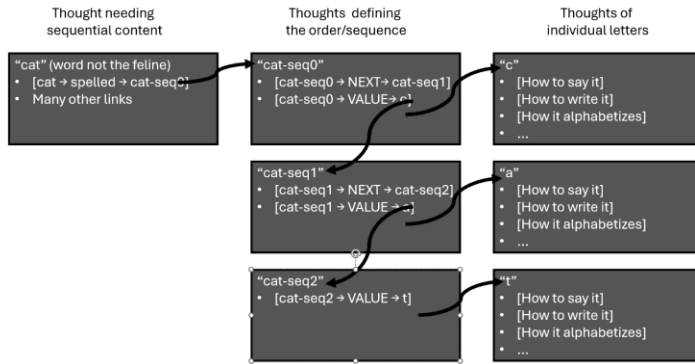 Thought needing
sequential content
Thoughts defining
the order/sequence
Thoughts of
individual letters
“cat” (word not the feline)
• [cat → spelled → cat-seq0]
• Many other links
“cat-seq0”
• [cat-seq0 → NEXT→ cat-seq1]
• [cat-seq0 → VALUE→ c]
“c”
• [How to say it]
• [How to write it]
• [How it alphabetizes]
• ...
“cat-seq1”
• [cat-seq1 → NEXT → cat-seq2]
• [cat-seq1 → VALUE → a]
“a”
• [How to say it]
• [How to write it]
• [How it alphabetizes]
• ...
“cat-seq2”
• [cat-seq2 → VALUE → t]
“t”
• [How to say it]
• [How to write it]
• [How it alphabetizes]
• ...